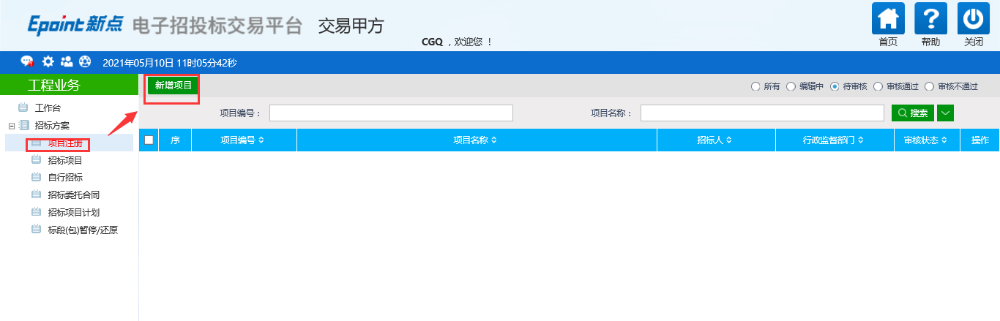 Epoint新点 电子招投标交易平台 交易甲方
CGQ ，欢迎您 ！
首页 帮助 关闭
2021年05月10日 11时05分42秒
工程业务
新增项目
所有 编辑中 待审核 审核通过 审核不通过
工作台
项目编号： 项目名称： 搜索
招标方案
序 项目编号 项目名称 招标人 行政监督部门 审核状态 操作
项目注册
招标项目
自行招标
招标委托合同
招标项目计划
标段(包)暂停/还原